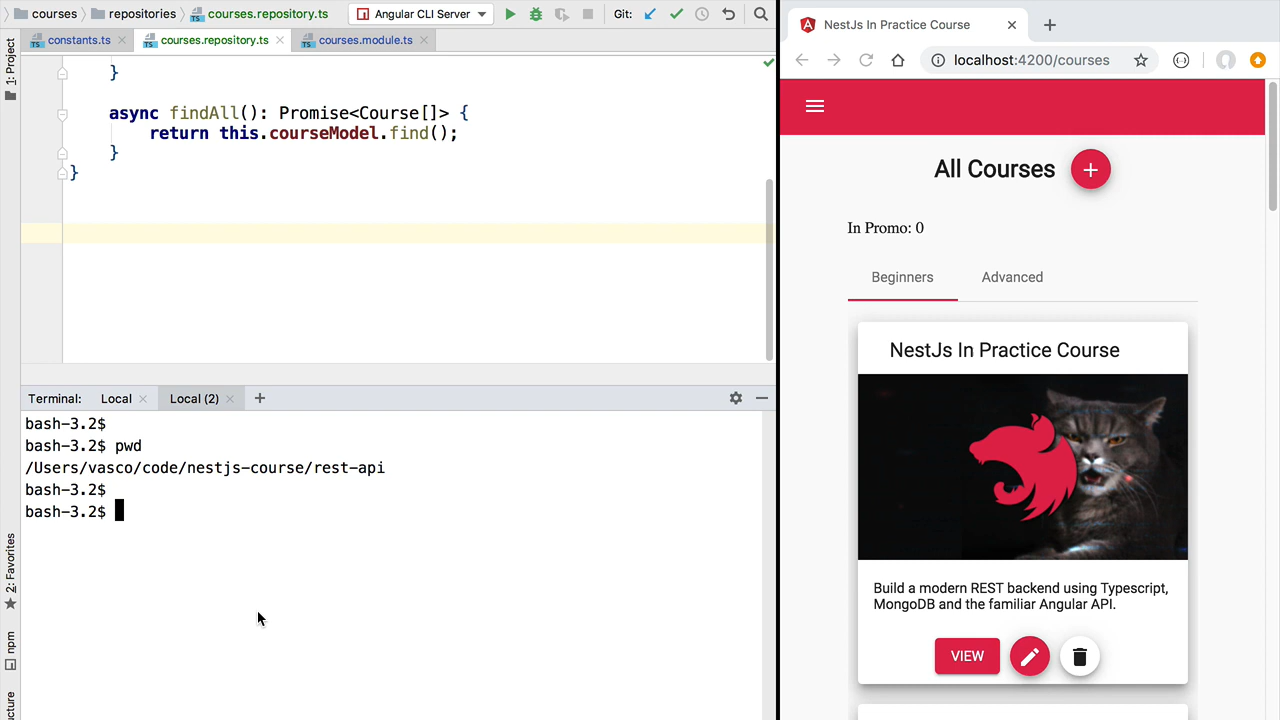 courses
repositories
courses.repository.ts
Angular CLI Server
Git:
constants.ts
courses.repository.ts
courses.module.ts
1: Project
}
async findAll(): Promise<Course[]> {
return this.courseModel.find();
}
}
Terminal:
Local
Local (2)
bash-3.2$
bash-3.2$ pwd
/Users/vasco/code/nestjs-course/rest-api
bash-3.2$
bash-3.2$
2: Favorites
npm
NestJs In Practice Course
localhost:4200/courses
All Courses
In Promo: 0
Beginners
Advanced
NestJs In Practice Course
Build a modern REST backend using Typescript,
MongoDB and the familiar Angular API.
VIEW